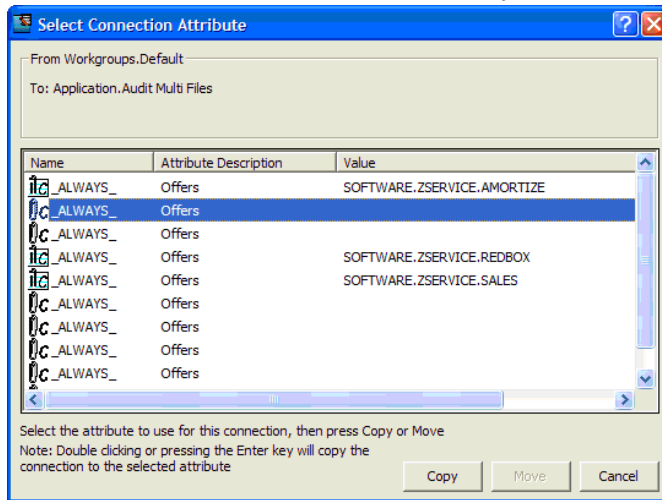 Select Connection Attribute
From Workgroups.Default
To: Application.Audit Multi Files
Name Attribute Description Value
_ALWAYS_ Offers SOFTWARE.ZSERVICE.AMORTIZE
_ALWAYS_ Offers
_ALWAYS_ Offers
_ALWAYS_ Offers SOFTWARE.ZSERVICE.REDBOX
_ALWAYS_ Offers SOFTWARE.ZSERVICE.SALES
_ALWAYS_ Offers
_ALWAYS_ Offers
_ALWAYS_ Offers
_ALWAYS_ Offers
Select the attribute to use for this connection, then press Copy or Move
Note: Double clicking or pressing the Enter key will copy the
connection to the selected attribute
Copy Move Cancel